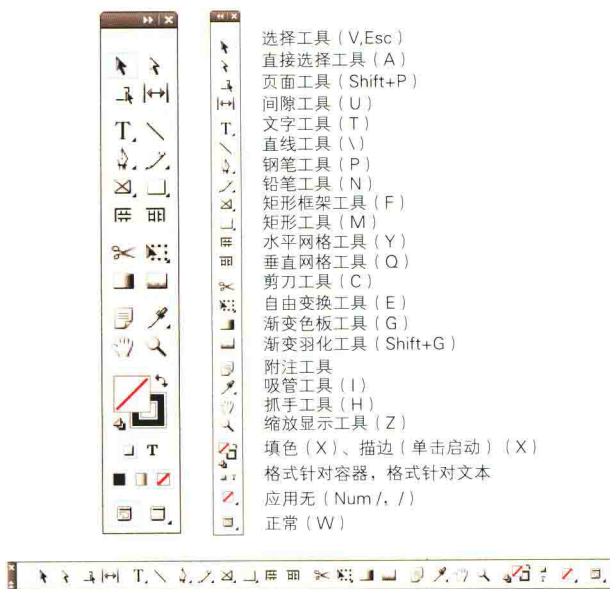 选择工具（V,Esc）
直接选择工具（A）
页面工具（Shift+P）
间隙工具（U）
文字工具（T）
直线工具（\）
钢笔工具（P）
铅笔工具（N）
矩形框架工具（F）
矩形工具（M）
水平网格工具（Y）
垂直网格工具（Q）
剪刀工具（C）
自由变换工具（E）
渐变色板工具（G）
渐变羽化工具（Shift+G）
附注工具
吸管工具（I）
抓手工具（H）
缩放显示工具（Z）
填色（X）、描边（单击启动）（X）
格式针对容器，格式针对文本
应用无（Num /，/）
正常（W）